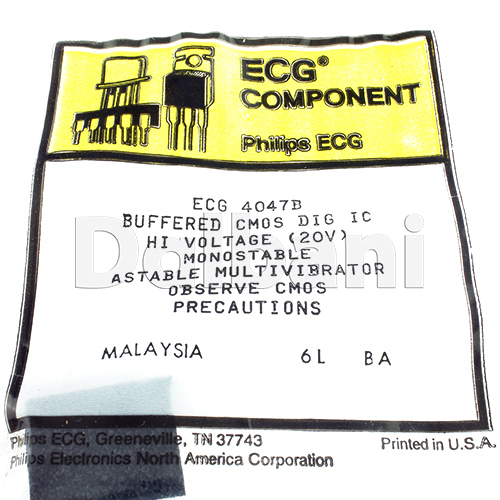 ECG®
COMPONENT
Philips ECG
ECG 4047B
BUFFERED CMOS DIG IC
HI VOLTAGE (20V)
MONOSTABLE
ASTABLE MULTIVIBRATOR
OBSERVE CMOS
PRECAUTIONS
Dalbani
MALAYSIA 6L BA
Philips ECG, Greeneville, TN 37743
Philips Electronics North America Corporation
Printed in U.S.A.